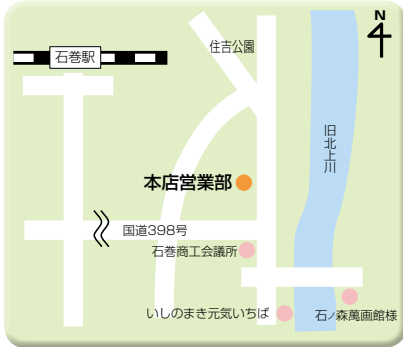 N
住吉公園
石巻駅
旧北上川
本店営業部
国道398号
石巻商工会議所
いしのまき元気いちば
石ノ森萬画館様